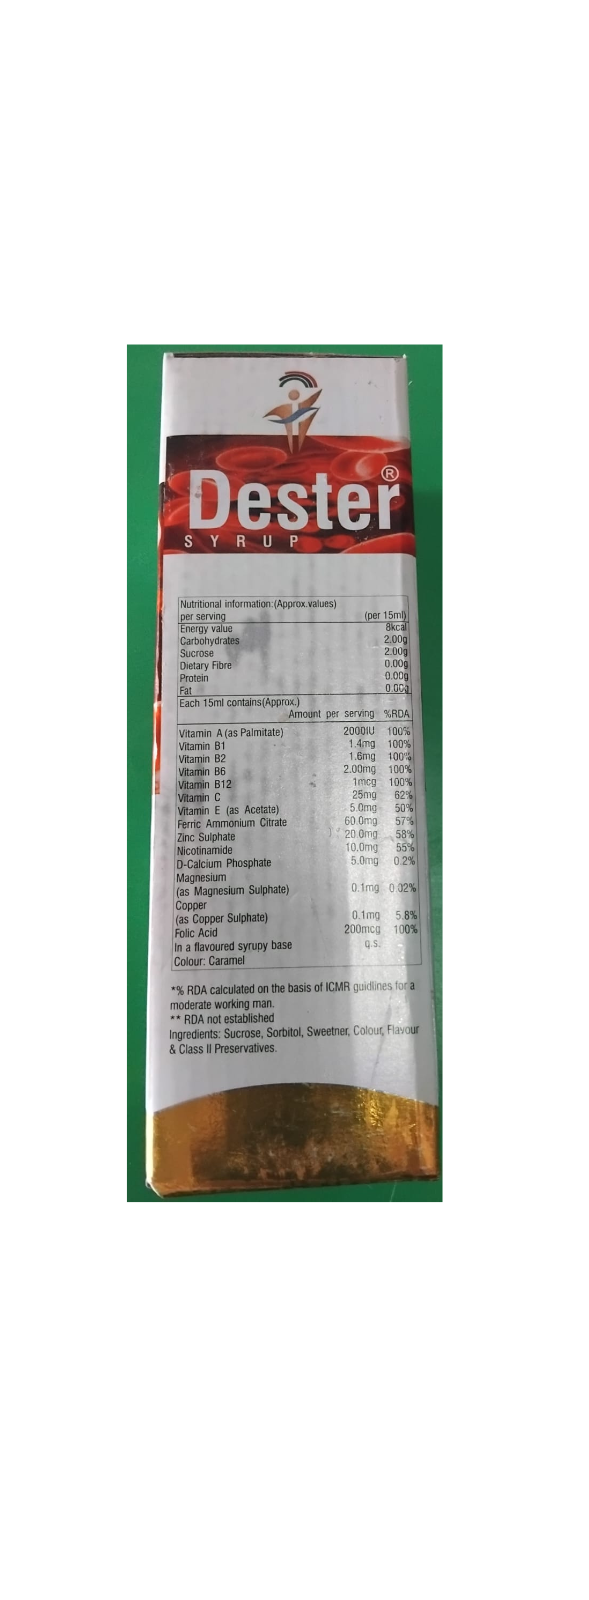 Dester®
SYRUP
Nutritional information:(Approx.values)
per serving (per 15ml)
Energy value 8kcal
Carbohydrates 2.00g
Sucrose 2.00g
Dietary Fibre 0.00g
Protein 0.00g
Fat 0.00g
Each 15ml contains(Approx.)
Amount per serving %RDA
Vitamin A (as Palmitate) 2000IU 100%
Vitamin B1 1.4mg 100%
Vitamin B2 1.6mg 100%
Vitamin B6 2.00mg 100%
Vitamin B12 1mcg 100%
Vitamin C 25mg 62%
Vitamin E (as Acetate) 5.0mg 50%
Ferric Ammonium Citrate 60.0mg 57%
Zinc Sulphate 20.0mg 58%
Nicotinamide 10.0mg 55%
D-Calcium Phosphate 5.0mg 0.2%
Magnesium
(as Magnesium Sulphate) 0.1mg 0.02%
Copper
(as Copper Sulphate) 0.1mg 5.8%
Folic Acid 200mcg 100%
In a flavoured syrupy base q.s.
Colour: Caramel
*% RDA calculated on the basis of ICMR guidlines for a
moderate working man.
** RDA not established
Ingredients: Sucrose, Sorbitol, Sweetner, Colour, Flavour
& Class II Preservatives.